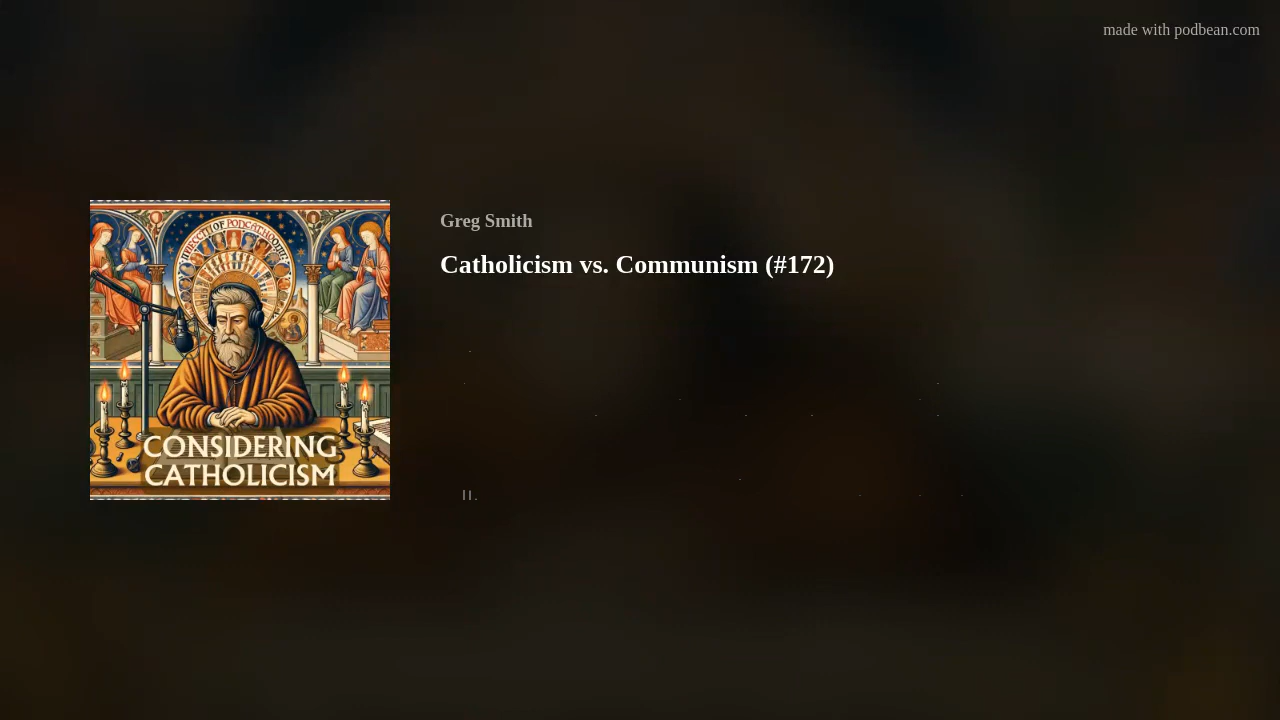 made with podbean.com
Greg Smith
Catholicism vs. Communism (#172)
CONSIDERING
CATHOLICISM